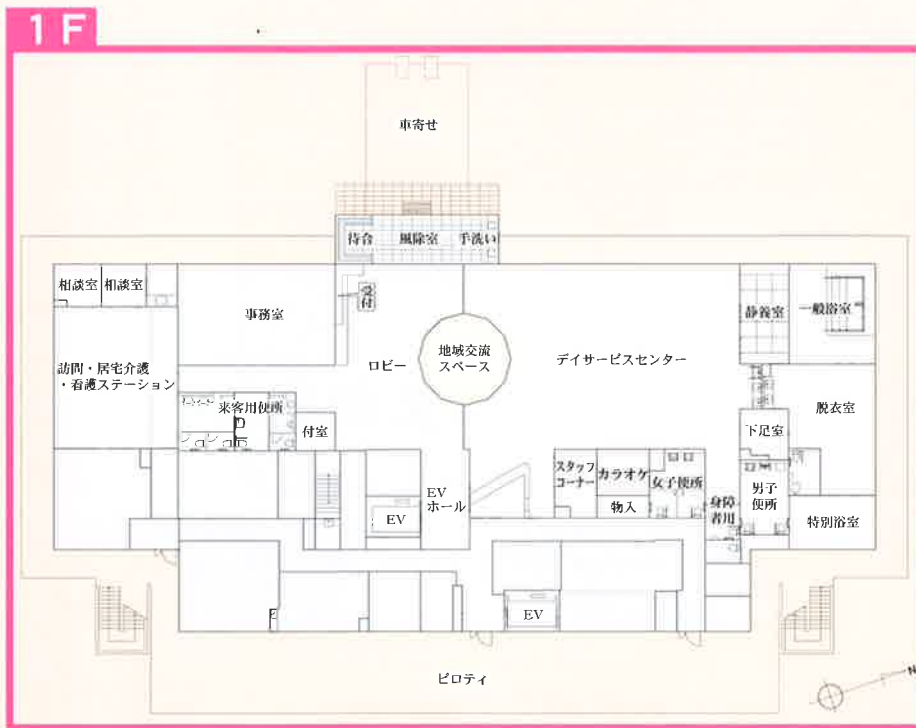 1F
車寄せ
待合
風除室
手洗い
相談室
相談室
事務室
受付
ロビー
地域交流
スペース
デイサービスセンター
静養室
一般浴室
訪問・居宅介護
・看護ステーション
来客用便所
付室
脱衣室
下足室
スタッフ
コーナー
カラオケ
女子便所
物入
身障
者用
男子
便所
特別浴室
EV
ホール
EV
EV
ピロティ
N